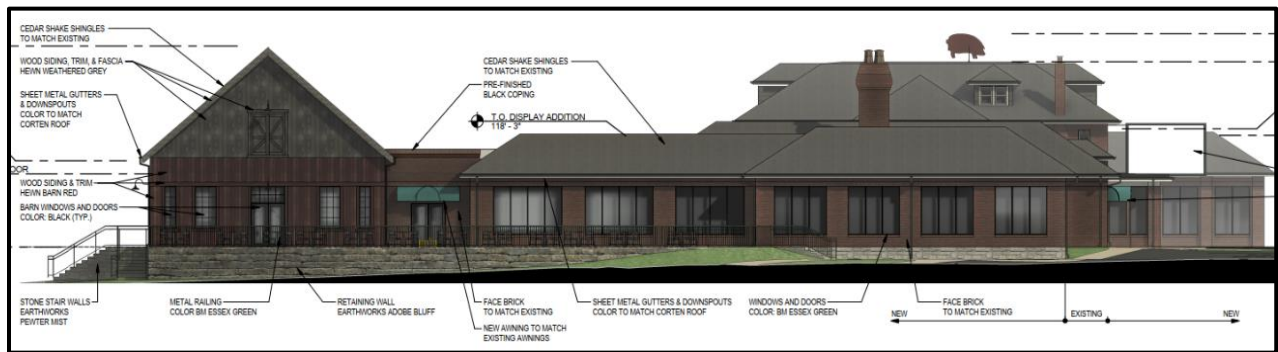 CEDAR SHAKE SHINGLES
TO MATCH EXISTING
WOOD SIDING, TRIM, & FASCIA
HEWN WEATHERED GREY
SHEET METAL GUTTERS
& DOWNSPOUTS
COLOR TO MATCH
CORTEN ROOF
OOR
WOOD SIDING & TRIM
HEWN BARN RED
BARN WINDOWS AND DOORS
COLOR: BLACK (TYP.)
CEDAR SHAKE SHINGLES
TO MATCH EXISTING
PRE-FINISHED
BLACK COPING
T.O. DISPLAY ADDITION
118' - 3"
STONE STAIR WALLS
EARTHWORKS
PEWTER MIST
METAL RAILING
COLOR BM ESSEX GREEN
RETAINING WALL
EARTHWORKS ADOBE BLUFF
FACE BRICK
TO MATCH EXISTING
NEW AWNING TO MATCH
EXISTING AWNINGS
SHEET METAL GUTTERS & DOWNSPOUTS
COLOR TO MATCH CORTEN ROOF
WINDOWS AND DOORS
COLOR: BM ESSEX GREEN
FACE BRICK
TO MATCH EXISTING
NEW
EXISTING
NEW